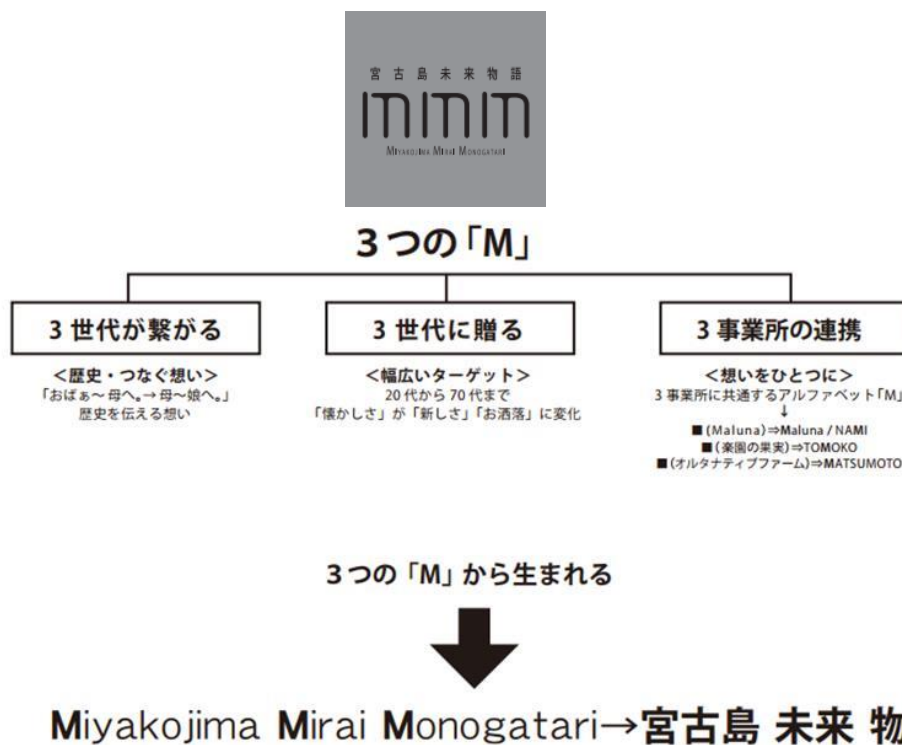 宮古島未来物語
mmm
MIYAKOJIMA MIRAI MONOGATARI
3つの「M」
3世代が繋がる
<歴史・つなぐ想い>
「おばぁ～母へ。→母～娘へ。」
歴史を伝える想い
3世代に贈る
<幅広いターゲット>
20代から70代まで
「懐かしさ」が「新しさ」「お洒落」に変化
3事業所の連携
<想いをひとつに>
3事業所に共通するアルファベット「M」
↓
■(Maluna)⇒Maluna / NAMI
■(楽園の果実)⇒TOMOKO
■(オルタナティブファーム)⇒MATSUMOTO
3つの「M」から生まれる
Miyakojima Mirai Monogatari→宮古島 未来 物